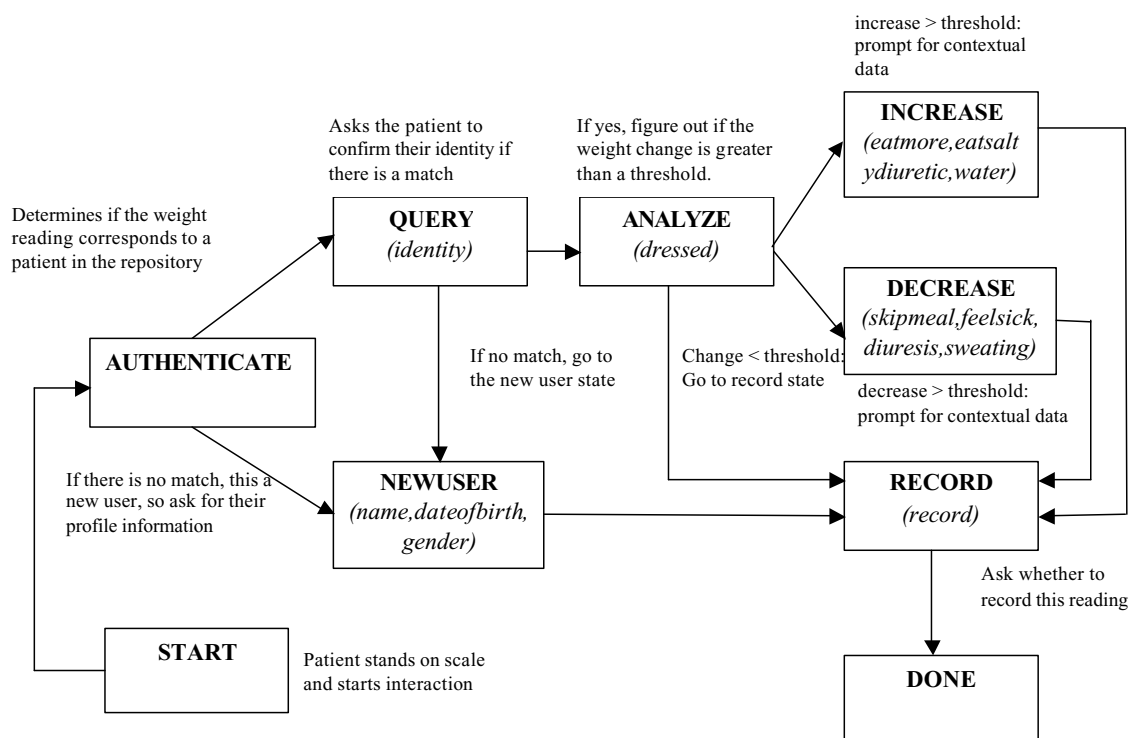 increase > threshold:
prompt for contextual
data
INCREASE
(eatmore,eatsalt
ydiuretic,water)
Asks the patient to
confirm their identity if
there is a match
If yes, figure out if the
weight change is greater
than a threshold.
Determines if the weight
reading corresponds to a
patient in the repository
QUERY
(identity)
ANALYZE
(dressed)
DECREASE
(skipmeal,feelsick,
diuresis,sweating)
AUTHENTICATE
If no match, go to
the new user state
Change < threshold:
Go to record state
decrease > threshold:
prompt for contextual data
If there is no match, this a
new user, so ask for their
profile information
NEWUSER
(name,dateofbirth,
gender)
RECORD
(record)
Ask whether to
record this reading
START
Patient stands on scale
and starts interaction
DONE